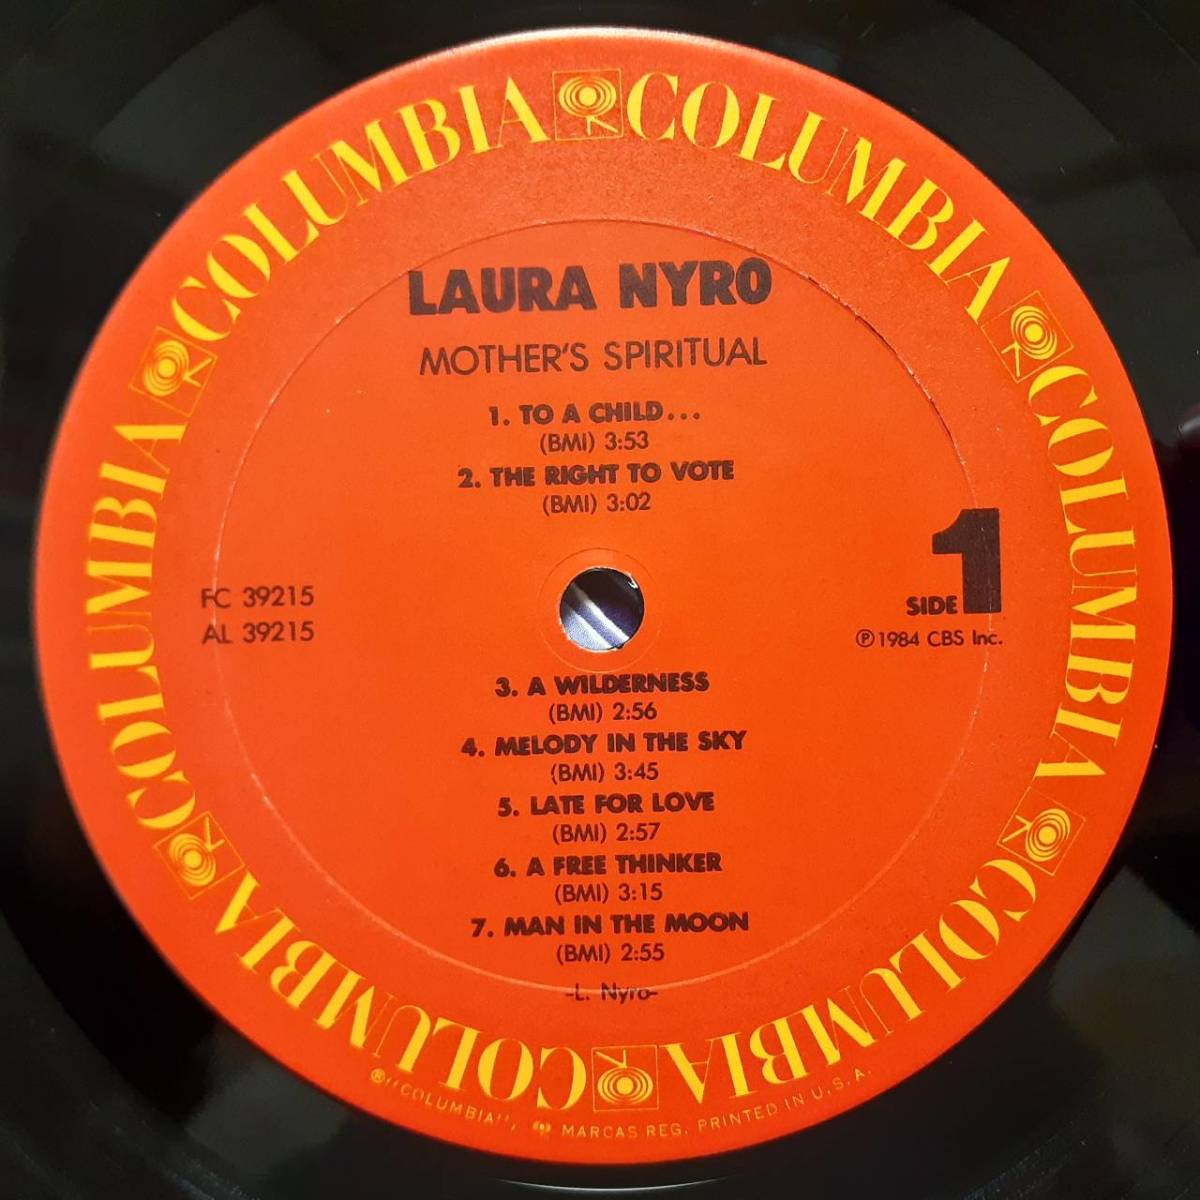 COLUMBIA COLUMBIA COLUMBIA COLUMBIA COLUMBIA COLUMBIA
LAURA NYRO
MOTHER'S SPIRITUAL
1. TO A CHILD...
(BMI) 3:53
2. THE RIGHT TO VOTE
(BMI) 3:02
FC 39215
AL 39215
SIDE 1
℗ 1984 CBS Inc.
3. A WILDERNESS
(BMI) 2:56
4. MELODY IN THE SKY
(BMI) 3:45
5. LATE FOR LOVE
(BMI) 2:57
6. A FREE THINKER
(BMI) 3:15
7. MAN IN THE MOON
(BMI) 2:55
-L. Nyro-
® "COLUMBIA", MARCAS REG. PRINTED IN U.S.A.